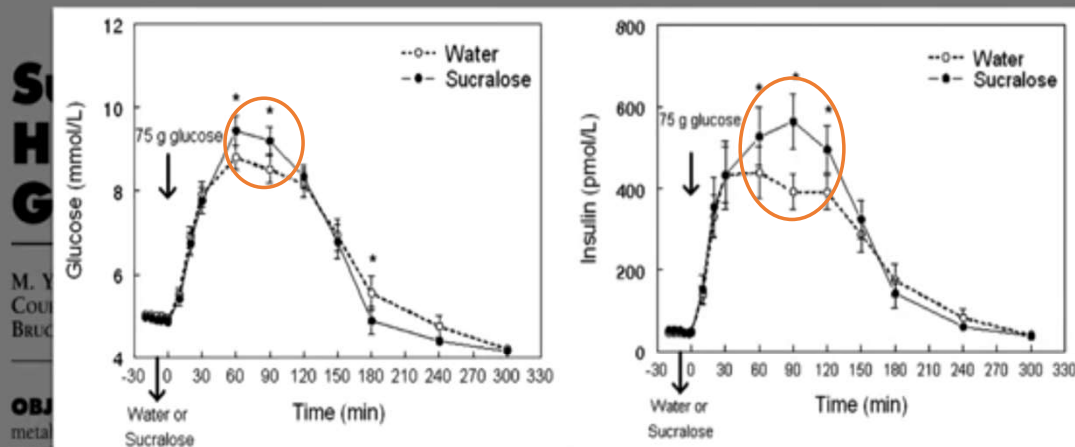 12
10
8
6
4
Glucose (mmol/L)
Water
Sucralose
*
*
*
75 g glucose
-30 0 30 60 90 120 150 180 210 240 270 300 330
Time (min)
Water or
Sucralose
800
600
400
200
0
Insulin (pmol/L)
Water
Sucralose
*
*
*
75 g glucose
-30 0 30 60 90 120 150 180 210 240 270 300 330
Time (min)
Water or
Sucralose
H
G
M. Y
COU
BRUC
OBJ
metal